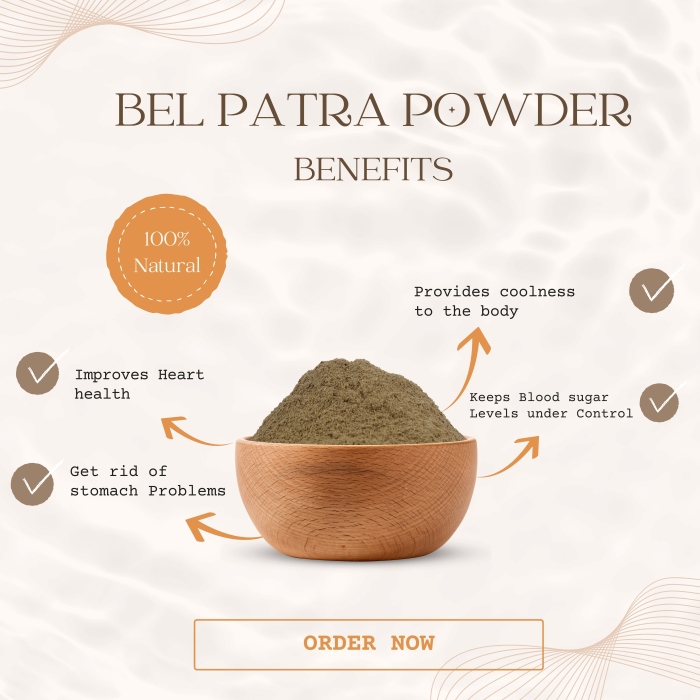 BEL PATRA POWDER
BENEFITS
100%
Natural
Provides coolness
to the body
Improves Heart
health
Keeps Blood sugar
Levels under Control
Get rid of
stomach Problems
ORDER NOW